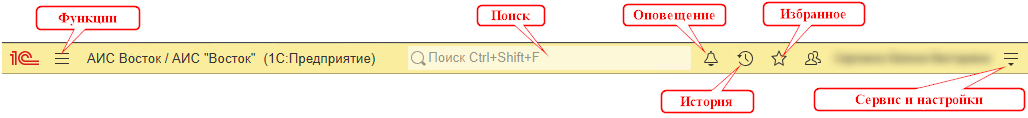 Функции
Поиск
Оповещение
Избранное
1С АИС Восток / АИС "Восток" (1С:Предприятие)
Поиск Ctrl+Shift+F
История
Сервис и настройки